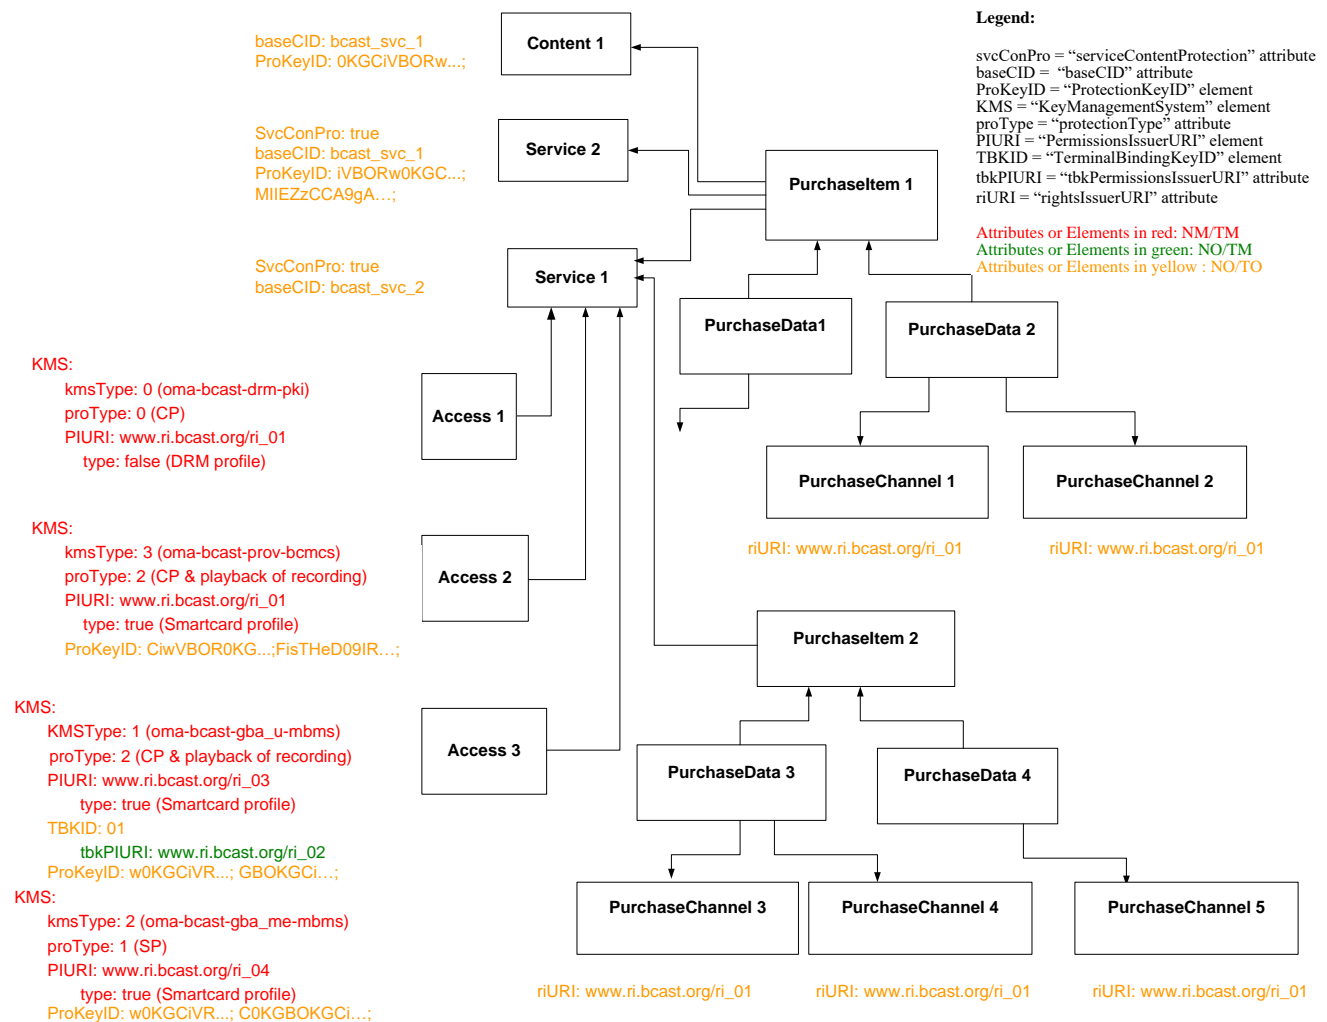 baseCID: bcast_svc_1
ProKeyID: 0KGCiVBORw...;
Content 1
SvcConPro: true
baseCID: bcast_svc_1
ProKeyID: iVBORw0KGC...;
MIIEZzCCA9gA…;
Service 2
SvcConPro: true
baseCID: bcast_svc_2
Service 1
PurchaseItem 1
Legend:
svcConPro = “serviceContentProtection” attribute
baseCID = “baseCID” attribute
ProKeyID = “ProtectionKeyID” element
KMS = “KeyManagementSystem” element
proType = “protectionType” attribute
PIURI = “PermissionsIssuerURI” element
TBKID = “TerminalBindingKeyID” element
tbkPIURI = “tbkPermissionsIssuerURI” attribute
riURI = “rightsIssuerURI” attribute
Attributes or Elements in red: NM/TM
Attributes or Elements in green: NO/TM
Attributes or Elements in yellow : NO/TO
PurchaseData1
PurchaseData 2
PurchaseChannel 1
PurchaseChannel 2
riURI: www.ri.bcast.org/ri_01
riURI: www.ri.bcast.org/ri_01
KMS:
kmsType: 0 (oma-bcast-drm-pki)
proType: 0 (CP)
PIURI: www.ri.bcast.org/ri_01
type: false (DRM profile)
Access 1
KMS:
kmsType: 3 (oma-bcast-prov-bcmcs)
proType: 2 (CP & playback of recording)
PIURI: www.ri.bcast.org/ri_01
type: true (Smartcard profile)
ProKeyID: CiwVBOR0KG...;FisTHeD09IR…;
Access 2
KMS:
KMSType: 1 (oma-bcast-gba_u-mbms)
proType: 2 (CP & playback of recording)
PIURI: www.ri.bcast.org/ri_03
type: true (Smartcard profile)
TBKID: 01
tbkPIURI: www.ri.bcast.org/ri_02
ProKeyID: w0KGCiVR...; GBOKGCi…;
KMS:
kmsType: 2 (oma-bcast-gba_me-mbms)
proType: 1 (SP)
PIURI: www.ri.bcast.org/ri_04
type: true (Smartcard profile)
ProKeyID: w0KGCiVR...; C0KGBOKGCi…;
Access 3
PurchaseItem 2
PurchaseData 3
PurchaseData 4
PurchaseChannel 3
PurchaseChannel 4
PurchaseChannel 5
riURI: www.ri.bcast.org/ri_01
riURI: www.ri.bcast.org/ri_01
riURI: www.ri.bcast.org/ri_01